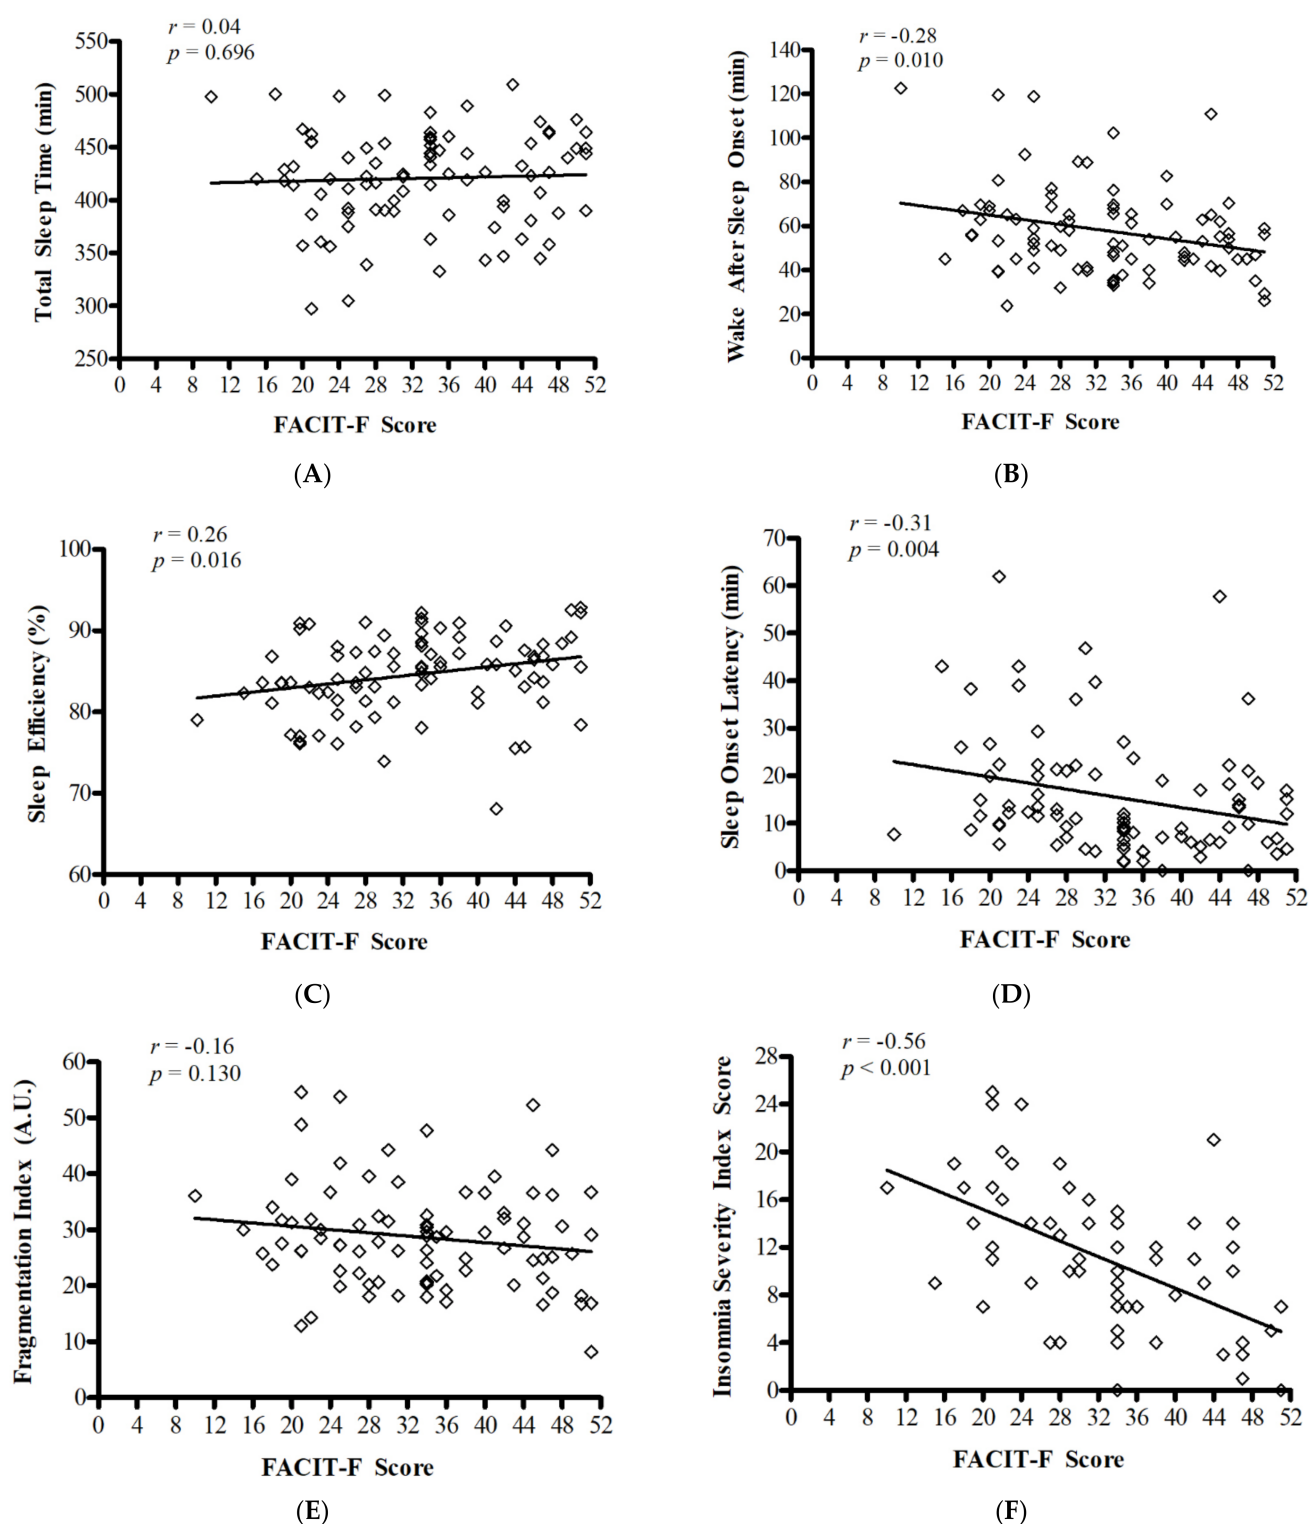 r = 0.04
p = 0.696
550
500
450
400
350
300
250
Total Sleep Time (min)
0 4 8 12 16 20 24 28 32 36 40 44 48 52
FACIT-F Score
(A)
r = -0.28
p = 0.010
140
120
100
80
60
40
20
0
Wake After Sleep Onset (min)
0 4 8 12 16 20 24 28 32 36 40 44 48 52
FACIT-F Score
(B)
r = 0.26
p = 0.016
100
90
80
70
60
Sleep Efficiency (%)
0 4 8 12 16 20 24 28 32 36 40 44 48 52
FACIT-F Score
(C)
r = -0.31
p = 0.004
70
60
50
40
30
20
10
0
Sleep Onset Latency (min)
0 4 8 12 16 20 24 28 32 36 40 44 48 52
FACIT-F Score
(D)
r = -0.16
p = 0.130
60
50
40
30
20
10
0
Fragmentation Index (A.U.)
0 4 8 12 16 20 24 28 32 36 40 44 48 52
FACIT-F Score
(E)
r = -0.56
p < 0.001
28
24
20
16
12
8
4
0
Insomnia Severity Index Score
0 4 8 12 16 20 24 28 32 36 40 44 48 52
FACIT-F Score
(F)